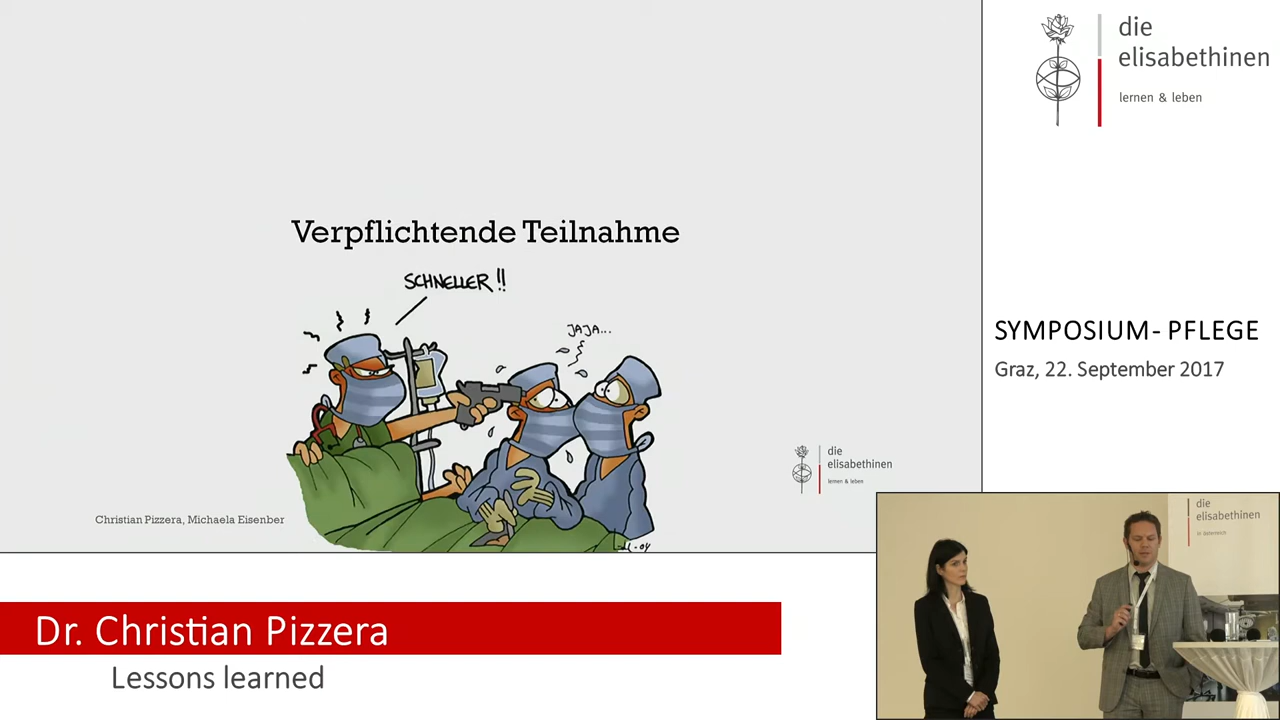 Verpflichtende Teilnahme
SCHNELLER!!
JAJA...
Christian Pizzera, Michaela Eisenber
die
elisabethinen
lernen & leben
die
elisabethinen
lernen & leben
SYMPOSIUM - PFLEGE
Graz, 22. September 2017
die
elisabethinen
Dr. Christian Pizzera
Lessons learned